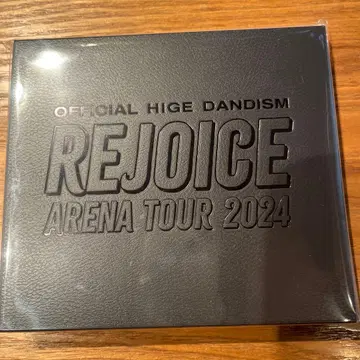 OFFICIAL HIGE DANDISM
REJOICE
ARENA TOUR 2024